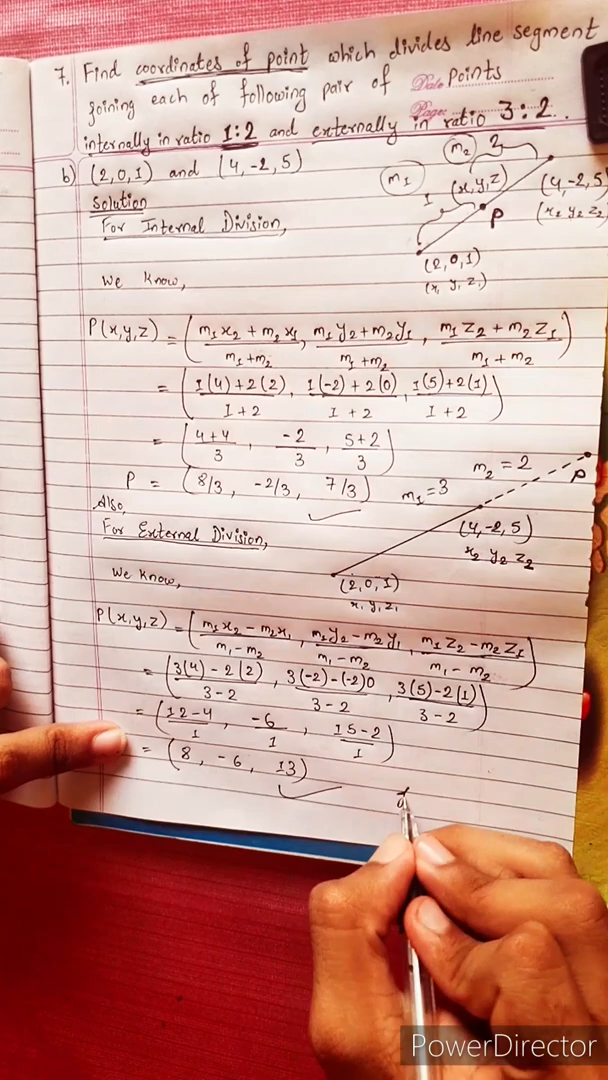 7. Find coordinates of point which divides line segment
joining each of following pair of points
Date
Page:
internally in ratio 1:2 and externally in ratio 3:2.
b) (2,0,1) and (4,-2,5)
Solution
For Internal Division,
m₁
m₂
1
2
(x,y,z)
P
(4,-2,5)
(x₂ y₂ z₂)
(2,0,1)
(x₁ y₁ z₁)
We know,
P(x,y,z) = (m₁x₂+m₂x₁/m₁+m₂, m₁y₂+m₂y₁/m₁+m₂, m₁z₂+m₂z₁/m₁+m₂)
= (1(4)+2(2)/1+2, 1(-2)+2(0)/1+2, 1(5)+2(1)/1+2)
= (4+4/3, -2/3, 5+2/3)
P = (8/3, -2/3, 7/3)
Also,
For External Division,
m₁=3
m₂=2
P
(4,-2,5)
x₂ y₂ z₂
(2,0,1)
x₁ y₁ z₁
We know,
P(x,y,z) = (m₁x₂-m₂x₁/m₁-m₂, m₁y₂-m₂y₁/m₁-m₂, m₁z₂-m₂z₁/m₁-m₂)
= (3(4)-2(2)/3-2, 3(-2)-(-2)0/3-2, 3(5)-2(1)/3-2)
= (12-4/1, -6/1, 15-2/1)
= (8, -6, 13)
PowerDirector